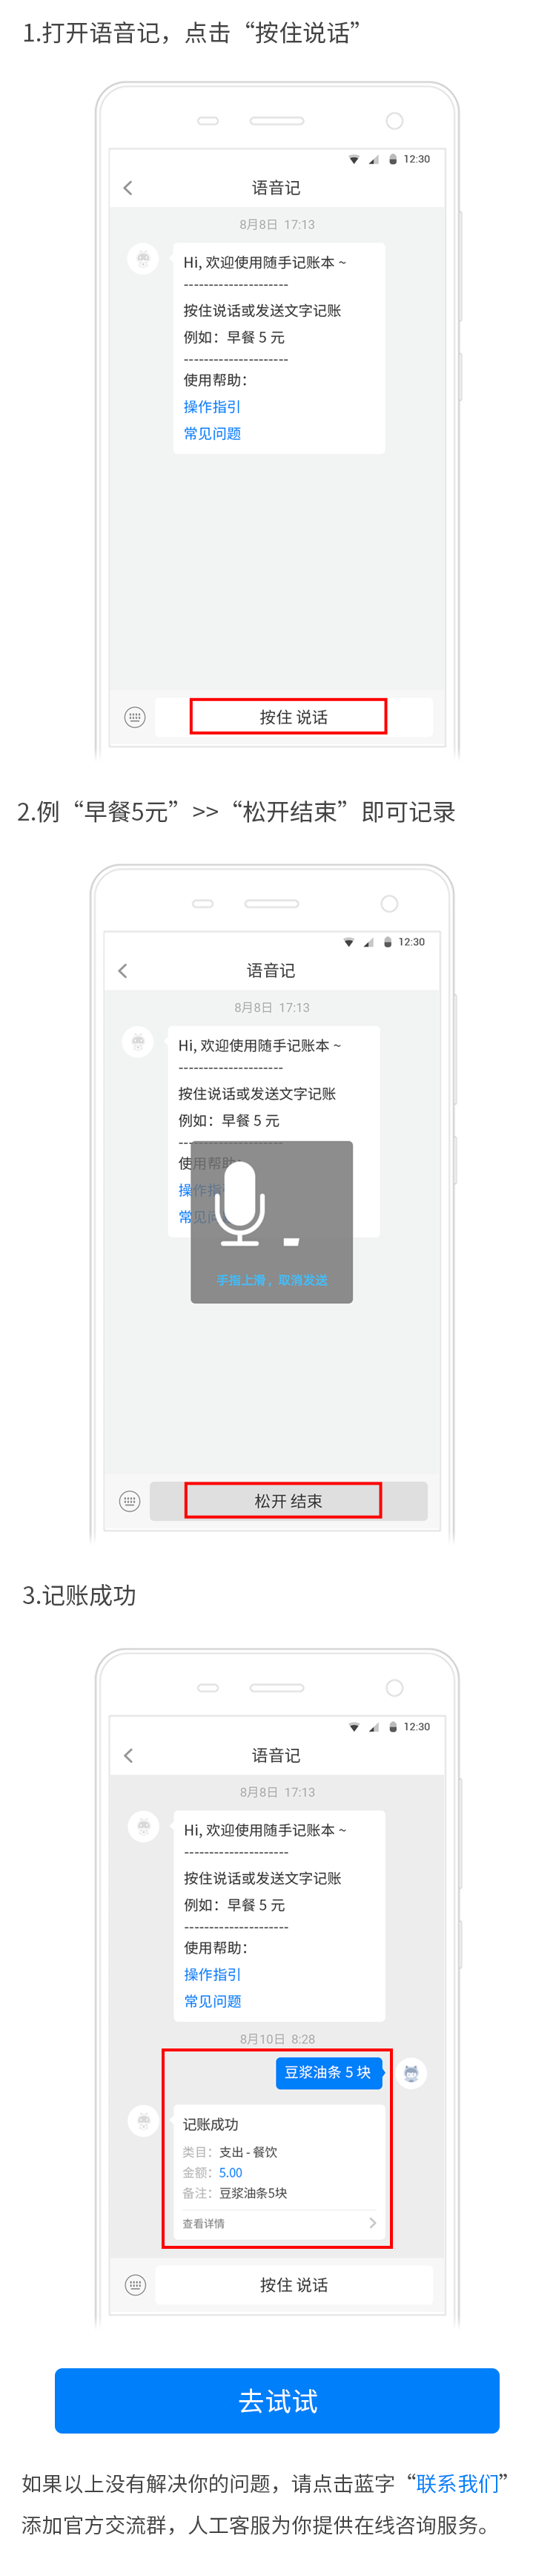 1.打开语音记，点击“按住说话”
12:30
语音记
8月8日 17:13
Hi, 欢迎使用随手记账本 ~
---------------------
按住说话或发送文字记账
例如：早餐 5 元
---------------------
使用帮助：
操作指引
常见问题
按住 说话
2.例“早餐5元”>>“松开结束”即可记录
12:30
语音记
8月8日 17:13
Hi, 欢迎使用随手记账本 ~
---------------------
按住说话或发送文字记账
例如：早餐 5 元
---------------------
使用帮助：
操作指
常见问
手指上滑，取消发送
松开 结束
3.记账成功
12:30
语音记
8月8日 17:13
Hi, 欢迎使用随手记账本 ~
---------------------
按住说话或发送文字记账
例如：早餐 5 元
---------------------
使用帮助：
操作指引
常见问题
8月10日 8:28
豆浆油条 5 块
记账成功
类目：支出 - 餐饮
金额：5.00
备注：豆浆油条5块
查看详情
按住 说话
去试试
如果以上没有解决你的问题，请点击蓝字“联系我们”
添加官方交流群，人工客服为你提供在线咨询服务。